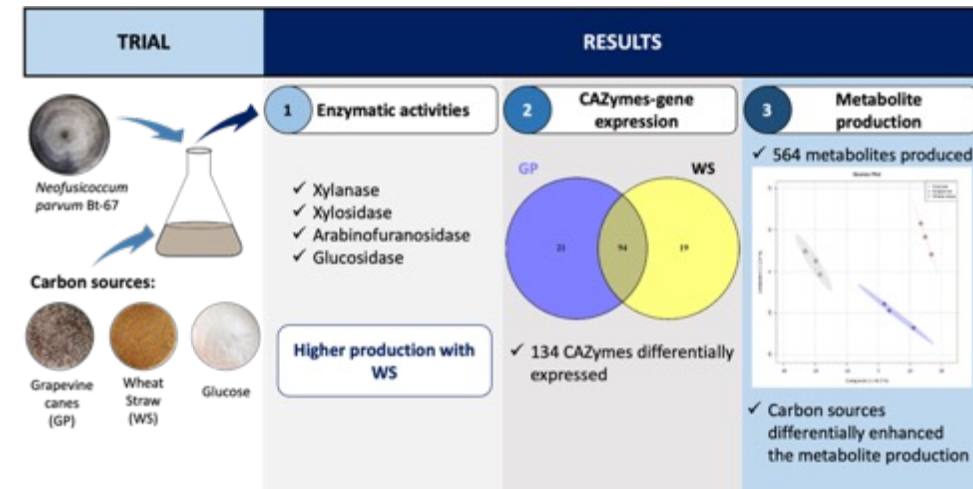 TRIAL
RESULTS
Neofusicoccum
parvum Bt-67
Carbon sources:
Grapevine
canes
(GP)
Wheat
Straw
(WS)
Glucose
1
Enzymatic activities
✓ Xylanase
✓ Xylosidase
✓ Arabinofuranosidase
✓ Glucosidase
Higher production with
WS
2
CAZymes-gene
expression
GP
WS
21
94
19
✓ 134 CAZymes differentially
expressed
3
Metabolite
production
✓ 564 metabolites produced
Scores Plot
✓ Carbon sources
differentially enhanced
the metabolite production